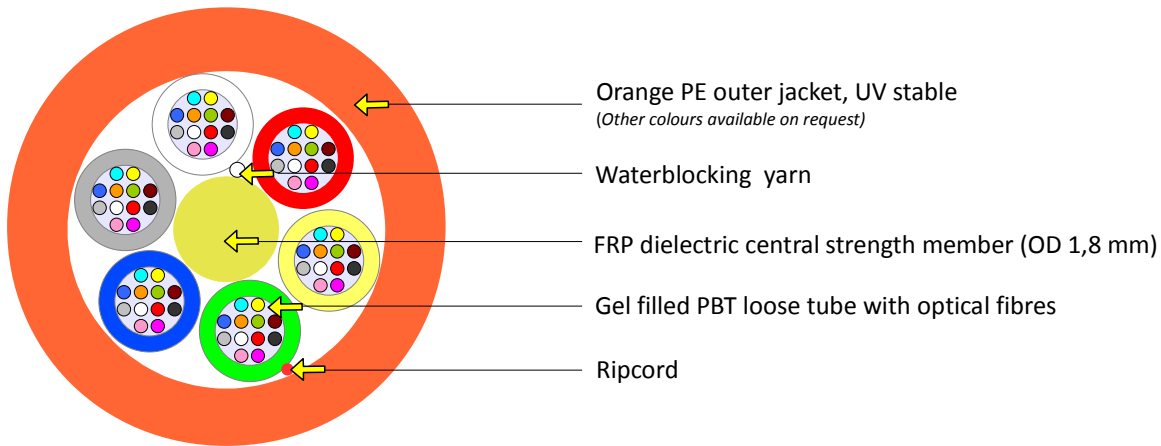 Orange PE outer jacket, UV stable
(Other colours available on request)
Waterblocking yarn
FRP dielectric central strength member (OD 1,8 mm)
Gel filled PBT loose tube with optical fibres
Ripcord